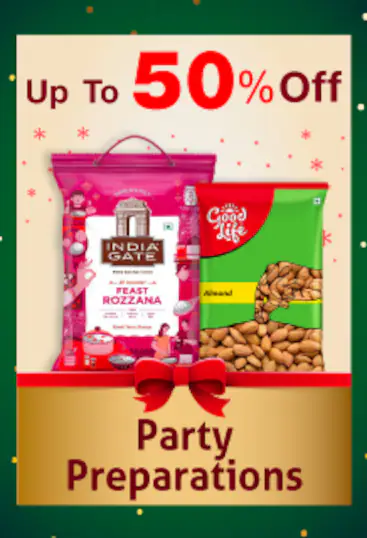 Up To 50% Off
INDIA
GATE
FEAST
ROZZANA
Good
Life
Almond
Party
Preparations